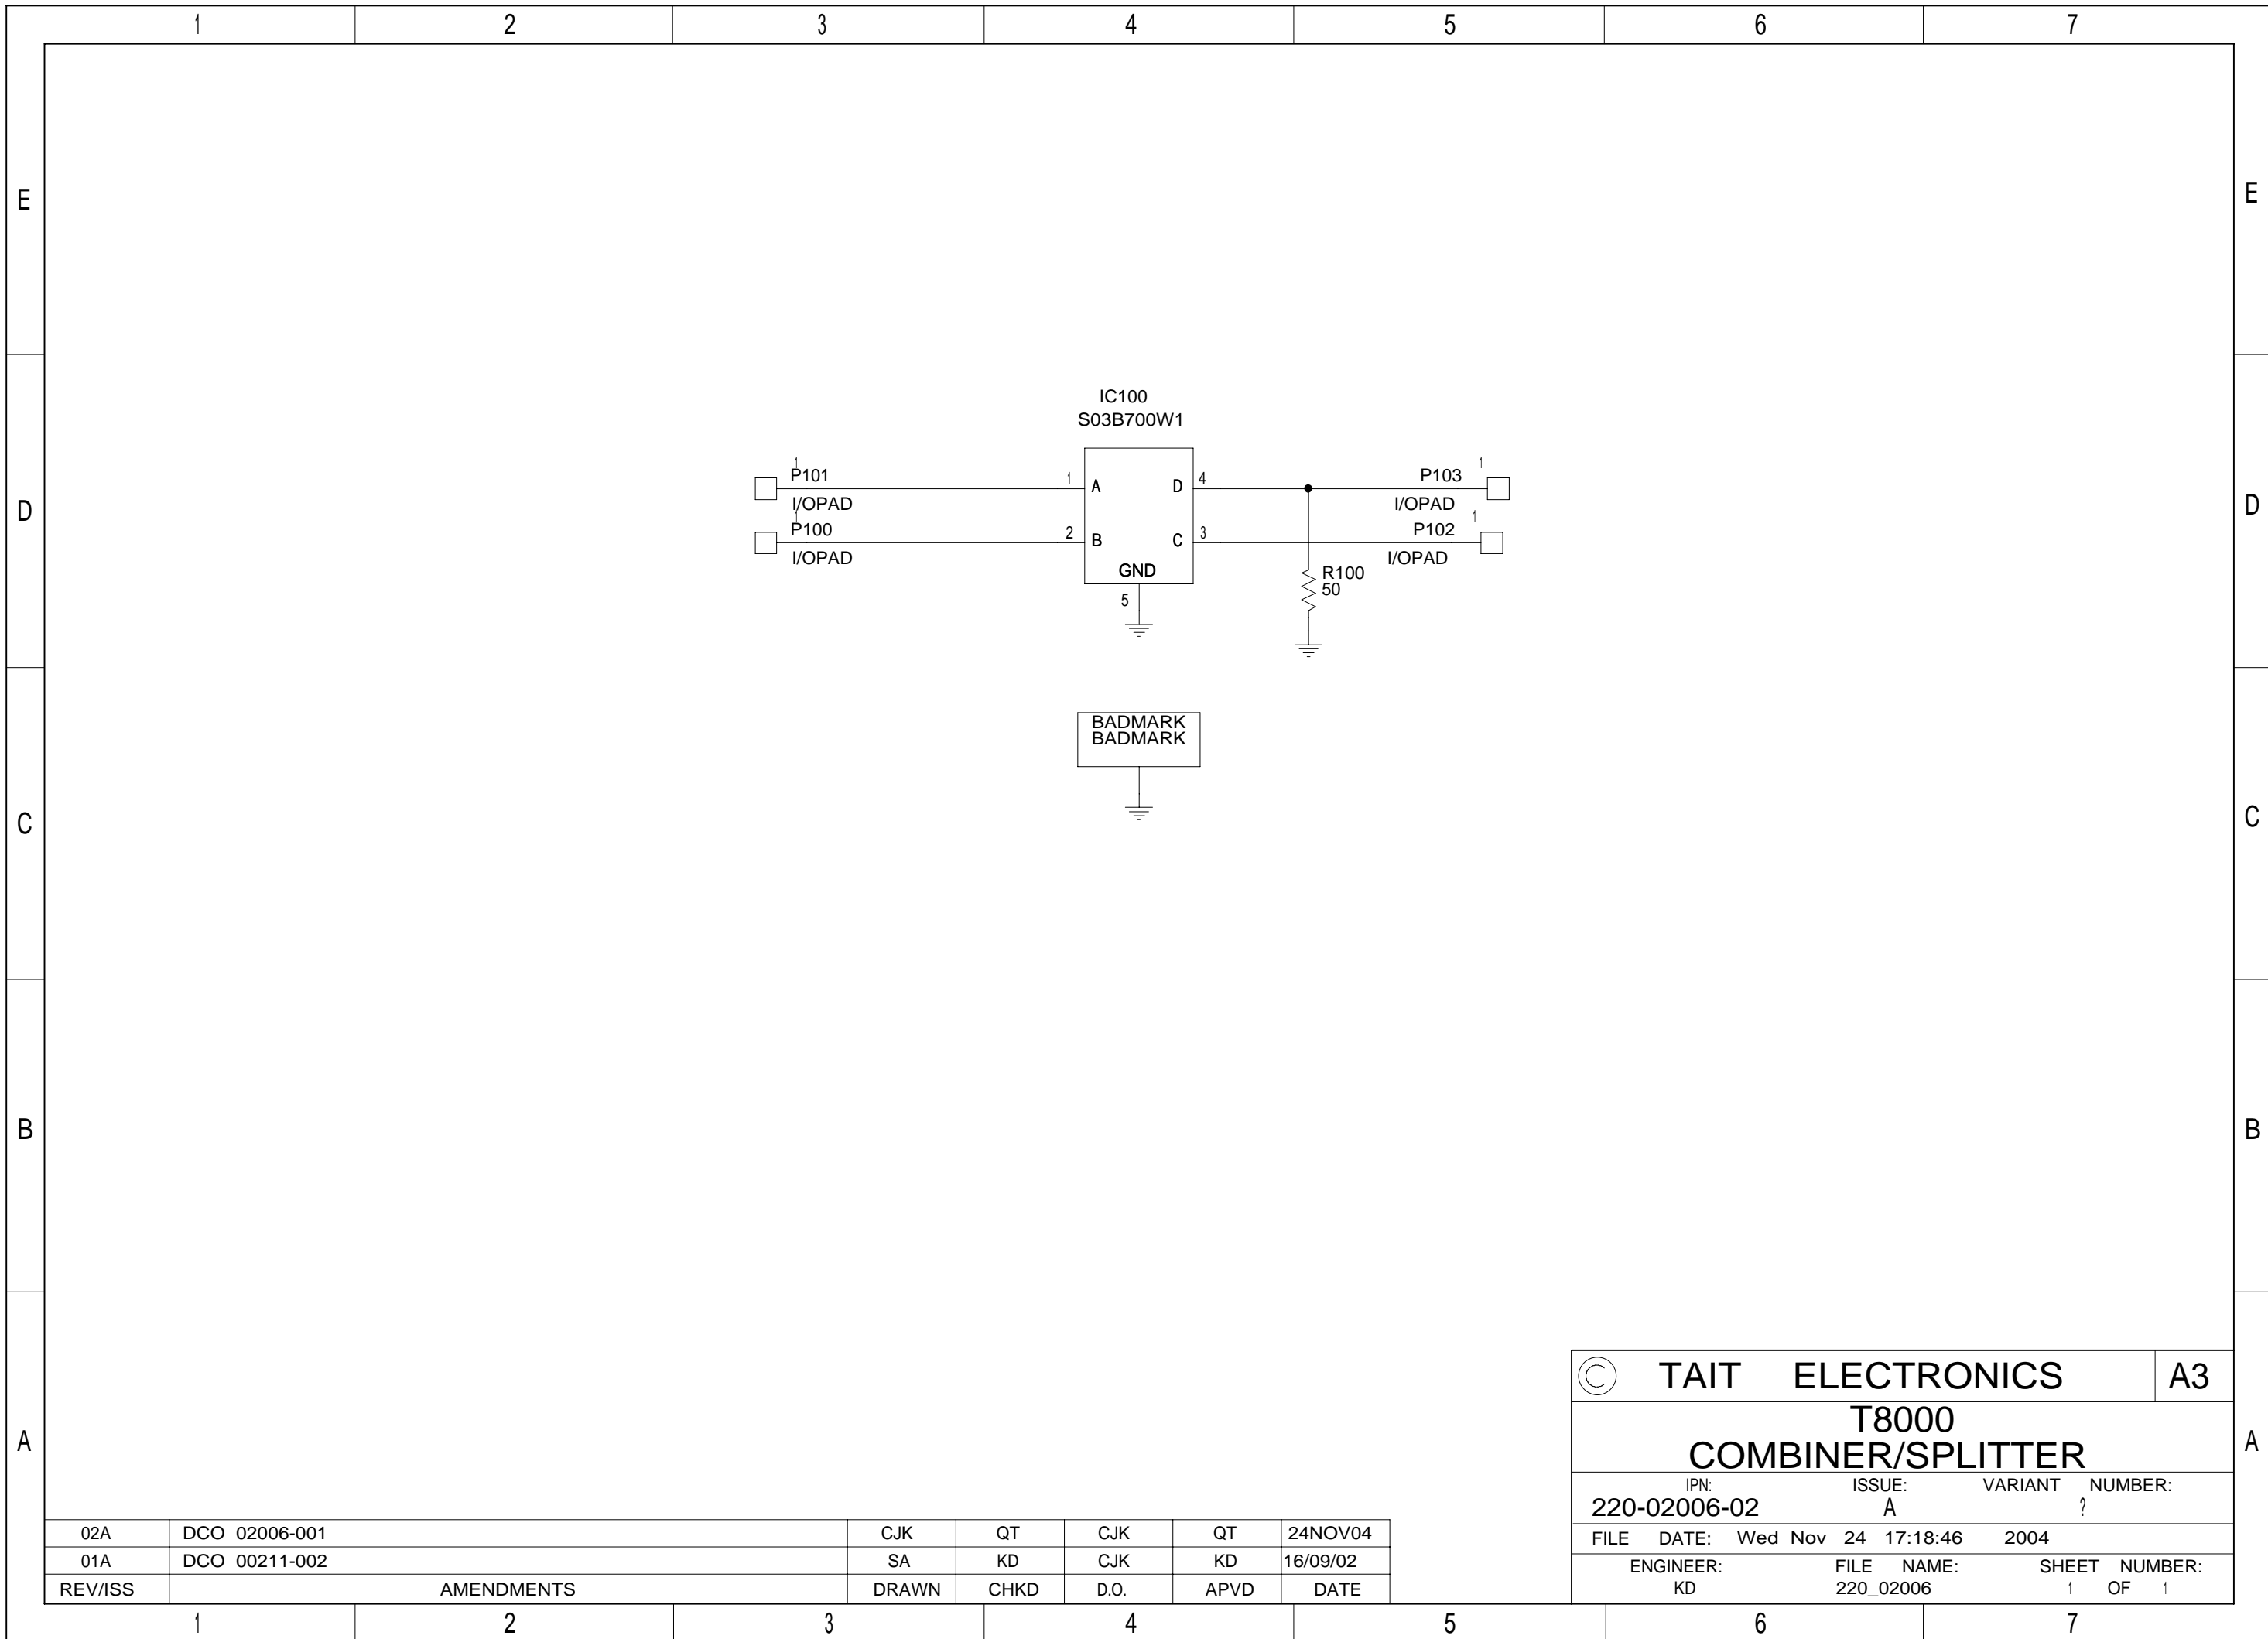 1 2 3 4 5 6 7
E E
IC100
S03B700W1
1 1
P101 1 A D 4 P103
D I/OPAD I/OPAD D
1 1
P100 2 B C 3 P102
I/OPAD GND I/OPAD
R100
5 50
BADMARK
BADMARK
C C
B B
© TAIT ELECTRONICS A3
T8000
A COMBINER/SPLITTER A
IPN: ISSUE: VARIANT NUMBER:
220-02006-02 A ?
02A DCO 02006-001 CJK QT CJK QT 24NOV04
FILE DATE: Wed Nov 24 17:18:46 2004
01A DCO 00211-002 SA KD CJK KD 16/09/02
ENGINEER: FILE NAME: SHEET NUMBER:
REV/ISS AMENDMENTS DRAWN CHKD D.O. APVD DATE
KD 220_02006 1 OF 1
1 2 3 4 5 6 7